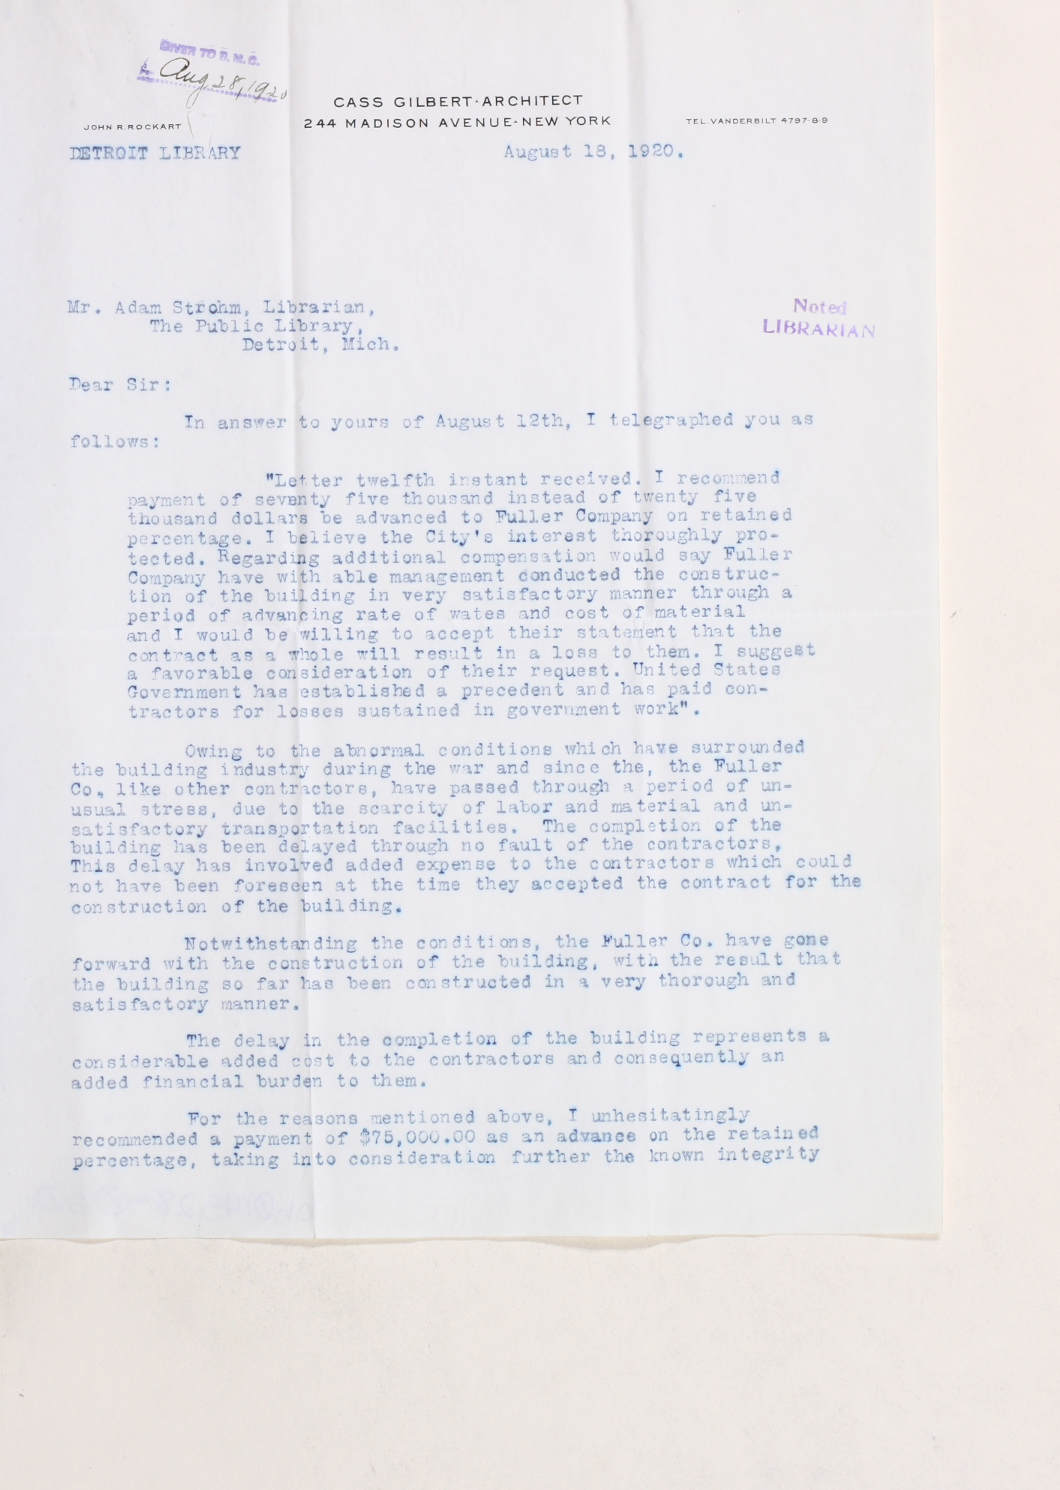 GIVEN TO B. M. C.
Aug 28, 1920
CASS GILBERT·ARCHITECT
JOHN R. ROCKART
244 MADISON AVENUE·NEW YORK
TEL. VANDERBILT 4797-8-9
DETROIT LIBRARY
August 18, 1920.
Mr. Adam Strohm, Librarian,
The Public Library,
Detroit, Mich.
Noted
LIBRARIAN
Dear Sir:
In answer to yours of August 12th, I telegraphed you as
follows:
"Letter twelfth instant received. I recommend
payment of seventy five thousand instead of twenty five
thousand dollars be advanced to Fuller Company on retained
percentage. I believe the City's interest thoroughly pro-
tected. Regarding additional compensation would say Fuller
Company have with able management conducted the construc-
tion of the building in very satisfactory manner through a
period of advancing rate of wates and cost of material
and I would be willing to accept their statement that the
contract as a whole will result in a loss to them. I suggest
a favorable consideration of their request. United States
Government has established a precedent and has paid con-
tractors for losses sustained in government work".
Owing to the abnormal conditions which have surrounded
the building industry during the war and since the, the Fuller
Co., like other contractors, have passed through a period of un-
usual stress, due to the scarcity of labor and material and un-
satisfactory transportation facilities. The completion of the
building has been delayed through no fault of the contractors.
This delay has involved added expense to the contractors which could
not have been foreseen at the time they accepted the contract for the
construction of the building.
Notwithstanding the conditions, the Fuller Co. have gone
forward with the construction of the building, with the result that
the building so far has been constructed in a very thorough and
satisfactory manner.
The delay in the completion of the building represents a
considerable added cost to the contractors and consequently an
added financial burden to them.
For the reasons mentioned above, I unhesitatingly
recommended a payment of $75,000.00 as an advance on the retained
percentage, taking into consideration further the known integrity